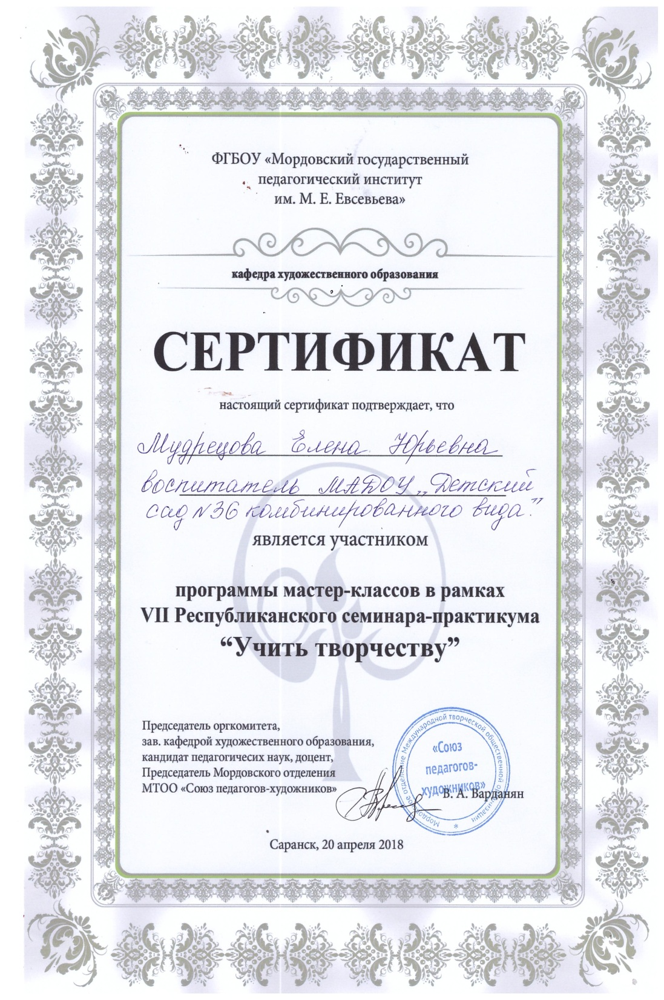 ФГБОУ «Мордовский государственный
педагогический институт
им. М. Е. Евсевьева»
кафедра художественного образования
СЕРТИФИКАТ
настоящий сертификат подтверждает, что
Мудрецова Елена Юрьевна
воспитатель МАДОУ „Детский
сад №36 комбинированного вида."
является участником
программы мастер-классов в рамках
VII Республиканского семинара-практикума
“Учить творчеству”
Председатель оргкомитета,
зав. кафедрой художественного образования,
кандидат педагогичесих наук, доцент,
Председатель Мордовского отделения
МТОО «Союз педагогов-художников»
В. А. Варданян
Мордовское отделение Международной творческой общественной организации *
«Союз
педагогов-
художников»
Саранск, 20 апреля 2018